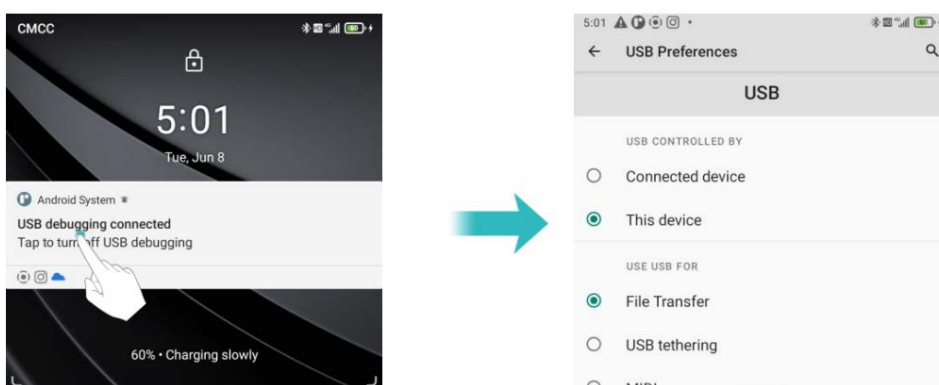 CMCC
5:01
Tue, Jun 8
Android System
USB debugging connected
Tap to turn off USB debugging
60% • Charging slowly
5:01
USB Preferences
USB
USB CONTROLLED BY
Connected device
This device
USE USB FOR
File Transfer
USB tethering
MIDI